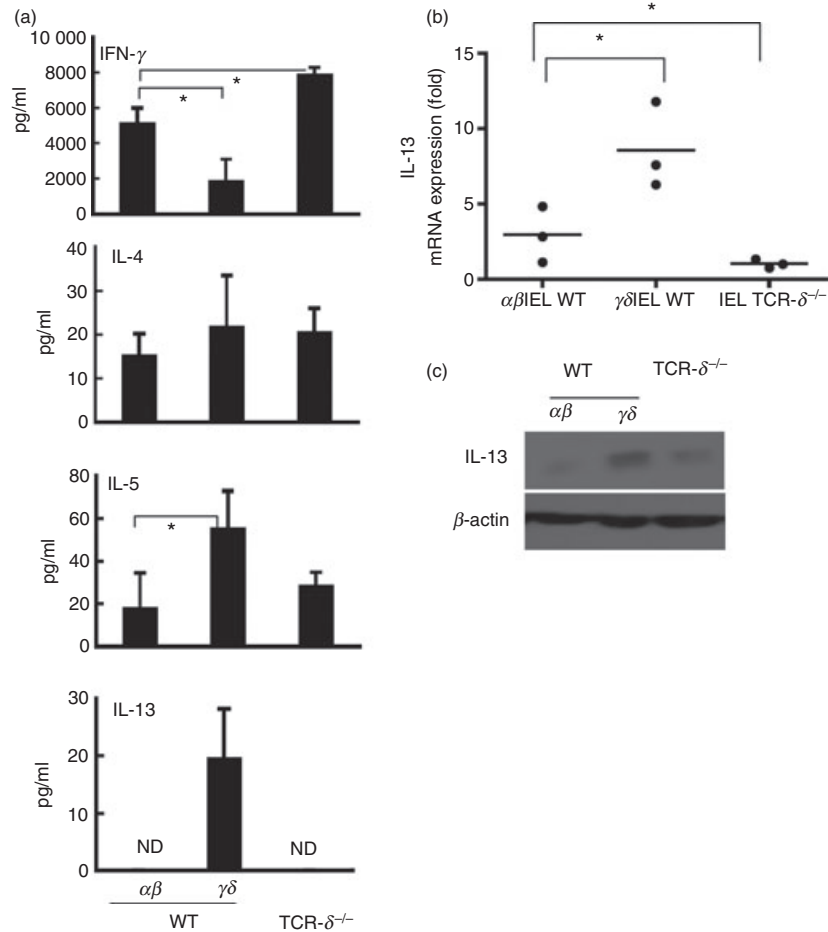 (a)
IFN-γ
10 000
8000
6000
4000
2000
0
pg/ml
*
*
IL-4
40
30
20
10
0
pg/ml
IL-5
80
60
40
20
0
pg/ml
*
IL-13
30
20
10
0
pg/ml
ND
ND
αβ
γδ
WT
TCR-δ⁻/⁻
(b)
*
*
15
10
5
0
IL-13
mRNA expression (fold)
αβIEL WT
γδIEL WT
IEL TCR-δ⁻/⁻
(c)
WT
TCR-δ⁻/⁻
αβ
γδ
IL-13
β-actin